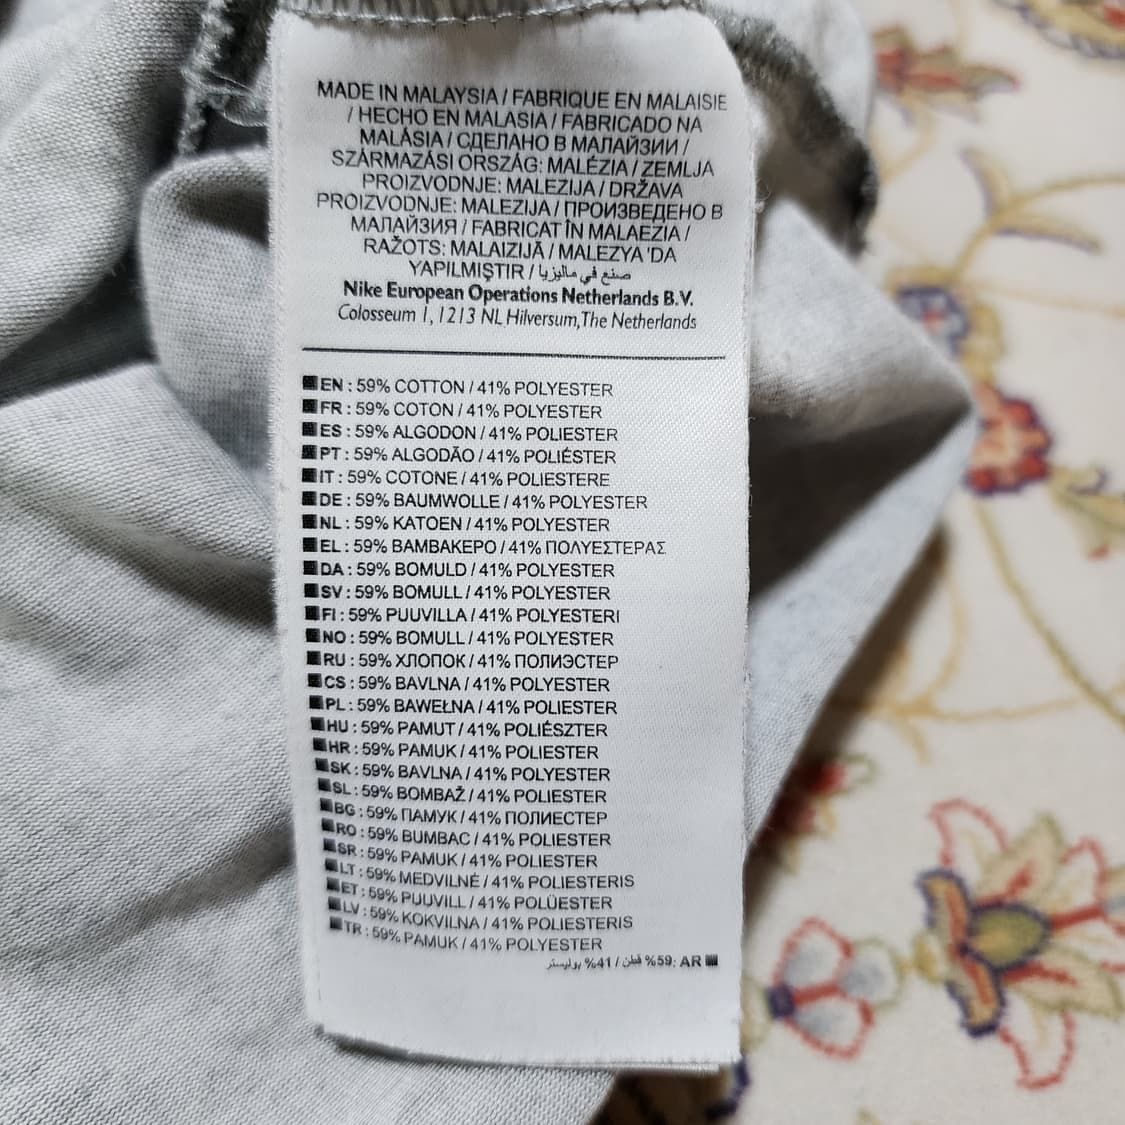 MADE IN MALAYSIA / FABRIQUE EN MALAISIE
/ HECHO EN MALASIA / FABRICADO NA
MALÁSIA / СДЕЛАНО В МАЛАЙЗИИ /
SZÁRMAZÁSI ORSZÁG: MALÉZIA / ZEMLJA
PROIZVODNJE: MALEZIJA / DRŽAVA
PROIZVODNJE: MALEZIJA / ПРОИЗВЕДЕНО В
МАЛАЙЗИЯ / FABRICAT ÎN MALAEZIA /
RAŽOTS: MALAIZIJĀ / MALEZYA 'DA
YAPILMIŞTIR / صنع في ماليزيا
Nike European Operations Netherlands B.V.
Colosseum 1, 1213 NL Hilversum, The Netherlands
EN : 59% COTTON / 41% POLYESTER
FR : 59% COTON / 41% POLYESTER
ES : 59% ALGODON / 41% POLIESTER
PT : 59% ALGODÃO / 41% POLIÉSTER
IT : 59% COTONE / 41% POLIESTERE
DE : 59% BAUMWOLLE / 41% POLYESTER
NL : 59% KATOEN / 41% POLYESTER
EL : 59% ΒΑΜΒΑΚΕΡΟ / 41% ΠΟΛΥΕΣΤΕΡΑΣ
DA : 59% BOMULD / 41% POLYESTER
SV : 59% BOMULL / 41% POLYESTER
FI : 59% PUUVILLA / 41% POLYESTERI
NO : 59% BOMULL / 41% POLYESTER
RU : 59% ХЛОПОК / 41% ПОЛИЭСТЕР
CS : 59% BAVLNA / 41% POLYESTER
PL : 59% BAWEŁNA / 41% POLIESTER
HU : 59% PAMUT / 41% POLIÉSZTER
HR : 59% PAMUK / 41% POLIESTER
SK : 59% BAVLNA / 41% POLYESTER
SL : 59% BOMBAŽ / 41% POLIESTER
BG : 59% ПАМУК / 41% ПОЛИЕСТЕР
RO : 59% BUMBAC / 41% POLIESTER
SR : 59% PAMUK / 41% POLIESTER
LT : 59% MEDVILNĖ / 41% POLIESTERIS
ET : 59% PUUVILL / 41% POLÜESTER
LV : 59% KOKVILNA / 41% POLIESTERIS
TR : 59% PAMUK / 41% POLYESTER
AR :59% قطن / 41% بوليستر